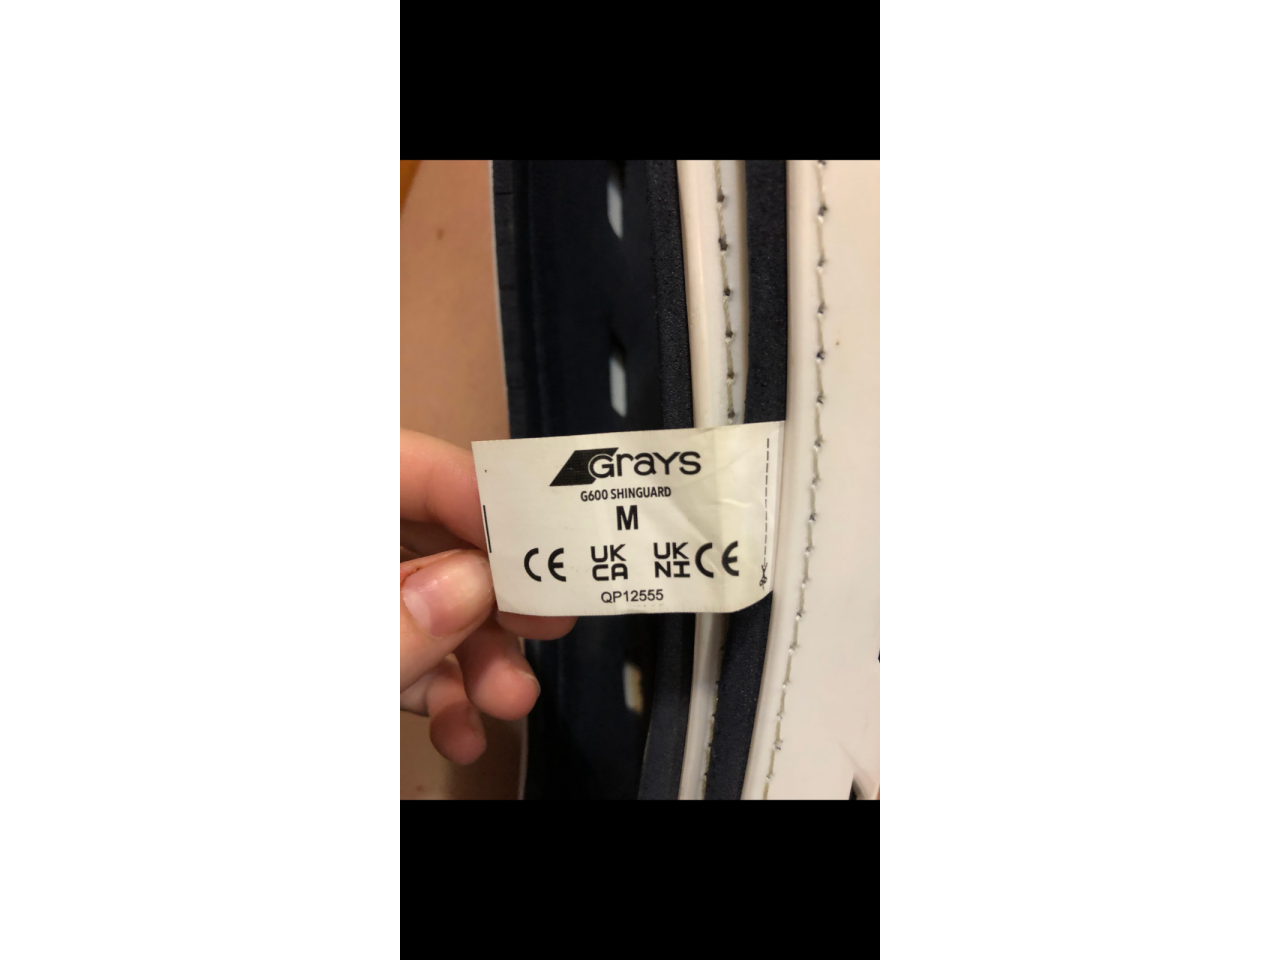 Grays
G600 SHINGUARD
M
CE UK CA UK NI CE
QP12555